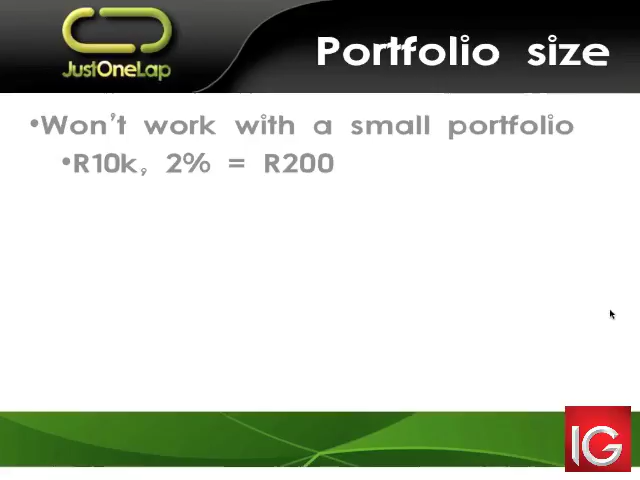 JustOneLap
Portfolio size
•Won't work with a small portfolio
•R10k, 2% = R200
IG